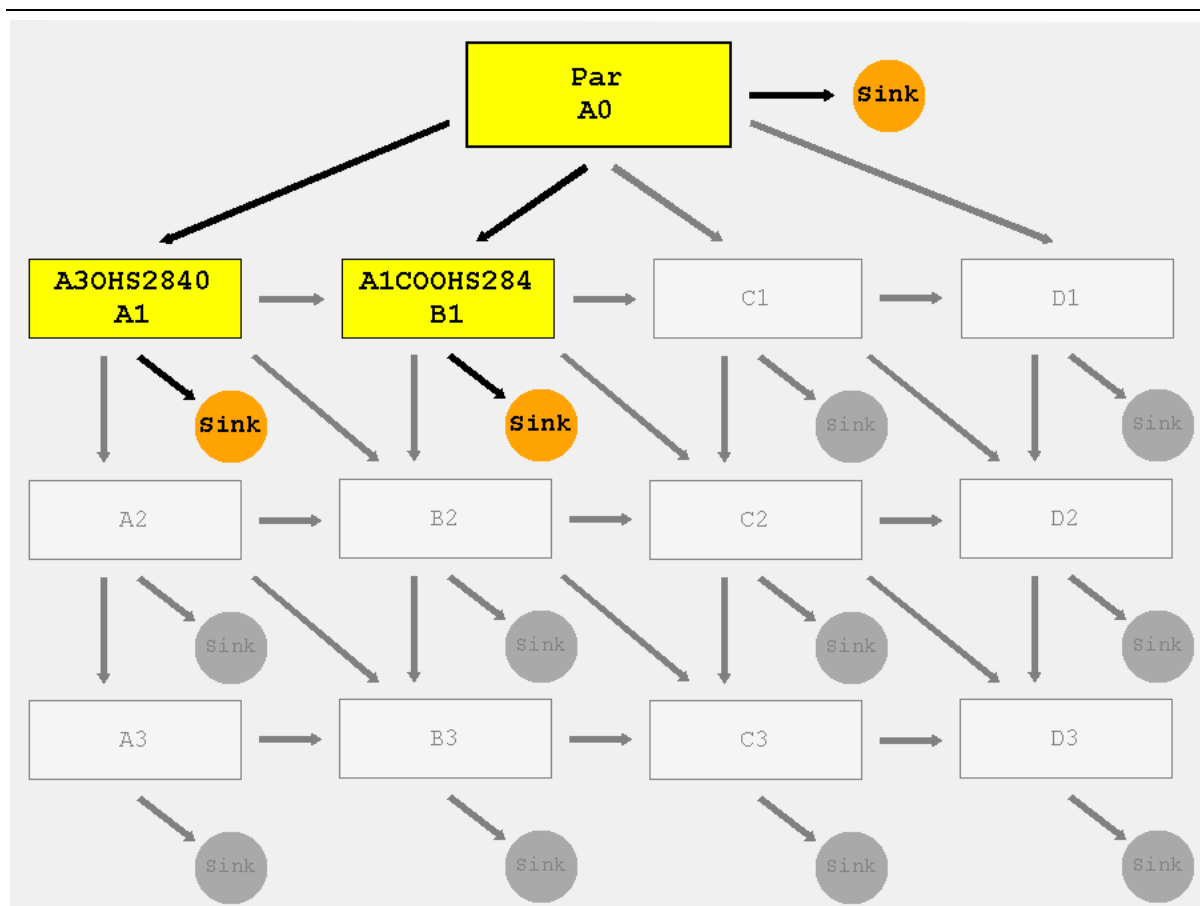 Par
A0
Sink
A3OHS2840
A1
A1COOHS284
B1
C1
D1
Sink
Sink
Sink
Sink
A2
B2
C2
D2
Sink
Sink
Sink
Sink
A3
B3
C3
D3
Sink
Sink
Sink
Sink